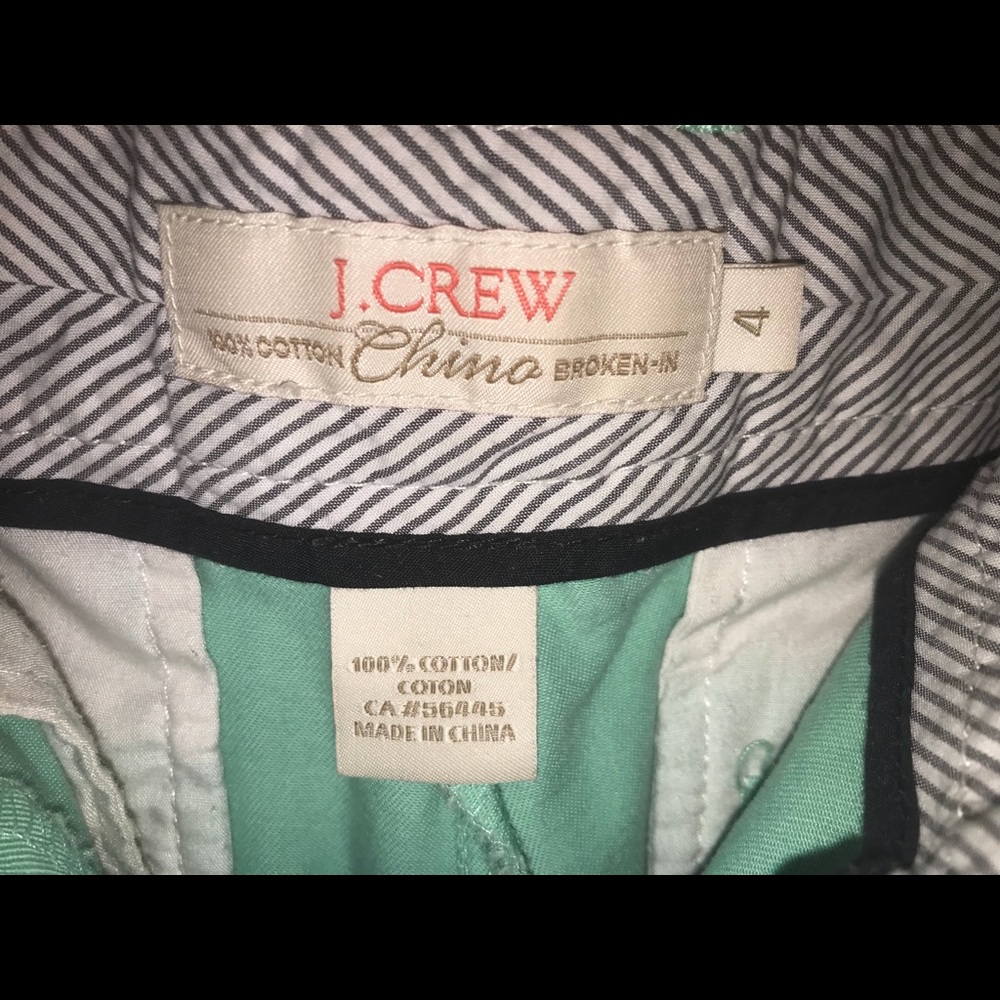 J.CREW
100% COTTON Chino BROKEN-IN
4
100% COTTON/
COTON
CA #56445
MADE IN CHINA